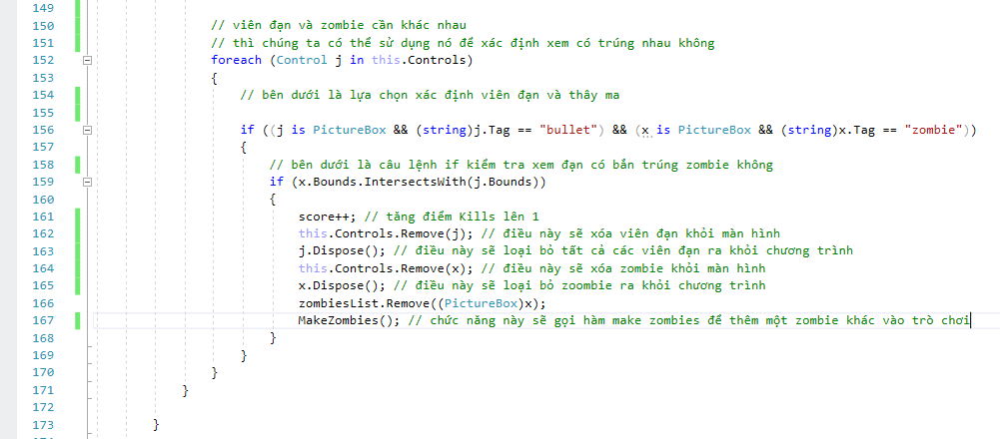 149
150 // viên đạn và zombie cần khác nhau
151 // thì chúng ta có thể sử dụng nó để xác định xem có trúng nhau không
152 foreach (Control j in this.Controls)
153 {
154 // bên dưới là lựa chọn xác định viên đạn và thây ma
155
156 if ((j is PictureBox && (string)j.Tag == "bullet") && (x is PictureBox && (string)x.Tag == "zombie"))
157 {
158 // bên dưới là câu lệnh if kiểm tra xem đạn có bắn trúng zombie không
159 if (x.Bounds.IntersectsWith(j.Bounds))
160 {
161 score++; // tăng điểm Kills lên 1
162 this.Controls.Remove(j); // điều này sẽ xóa viên đạn khỏi màn hình
163 j.Dispose(); // điều này sẽ loại bỏ tất cả các viên đạn ra khỏi chương trình
164 this.Controls.Remove(x); // điều này sẽ xóa zombie khỏi màn hình
165 x.Dispose(); // điều này sẽ loại bỏ zoombie ra khỏi chương trình
166 zombiesList.Remove((PictureBox)x);
167 MakeZombies(); // chức năng này sẽ gọi hàm make zombies để thêm một zombie khác vào trò chơi
168 }
169 }
170 }
171 }
172
173 }